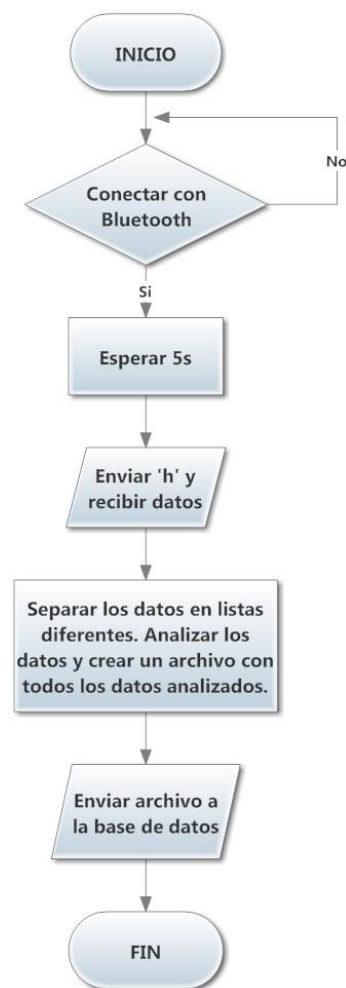 INICIO
No
Conectar con
Bluetooth
Si
Esperar 5s
Enviar 'h' y
recibir datos
Separar los datos en listas
diferentes. Analizar los
datos y crear un archivo con
todos los datos analizados.
Enviar archivo a
la base de datos
FIN